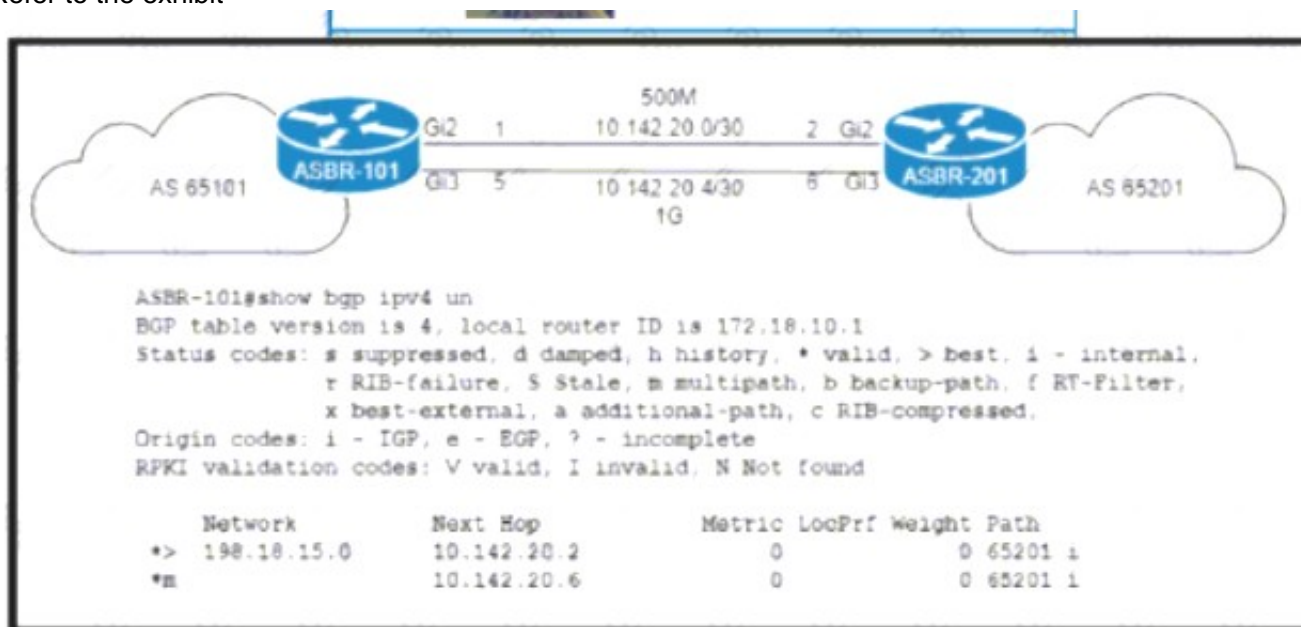 Refer to the exhibit
500M
Gi2 1 10.142.20.0/30 2 Gi2
ASBR-101 ASBR-201
AS 65101 Gi3 5 10.142.20.4/30 6 Gi3 AS 65201
1G
ASBR-101#show bgp ipv4 un
BGP table version is 4, local router ID is 172.18.10.1
Status codes: s suppressed, d damped, h history, * valid, > best, i - internal,
r RIB-failure, S Stale, m multipath, b backup-path, f RT-Filter,
x best-external, a additional-path, c RIB-compressed,
Origin codes: i - IGP, e - EGP, ? - incomplete
RPKI validation codes: V valid, I invalid, N Not found
Network Next Hop Metric LocPrf Weight Path
*> 198.18.15.0 10.142.20.2 0 0 65201 i
*m 10.142.20.6 0 0 65201 i